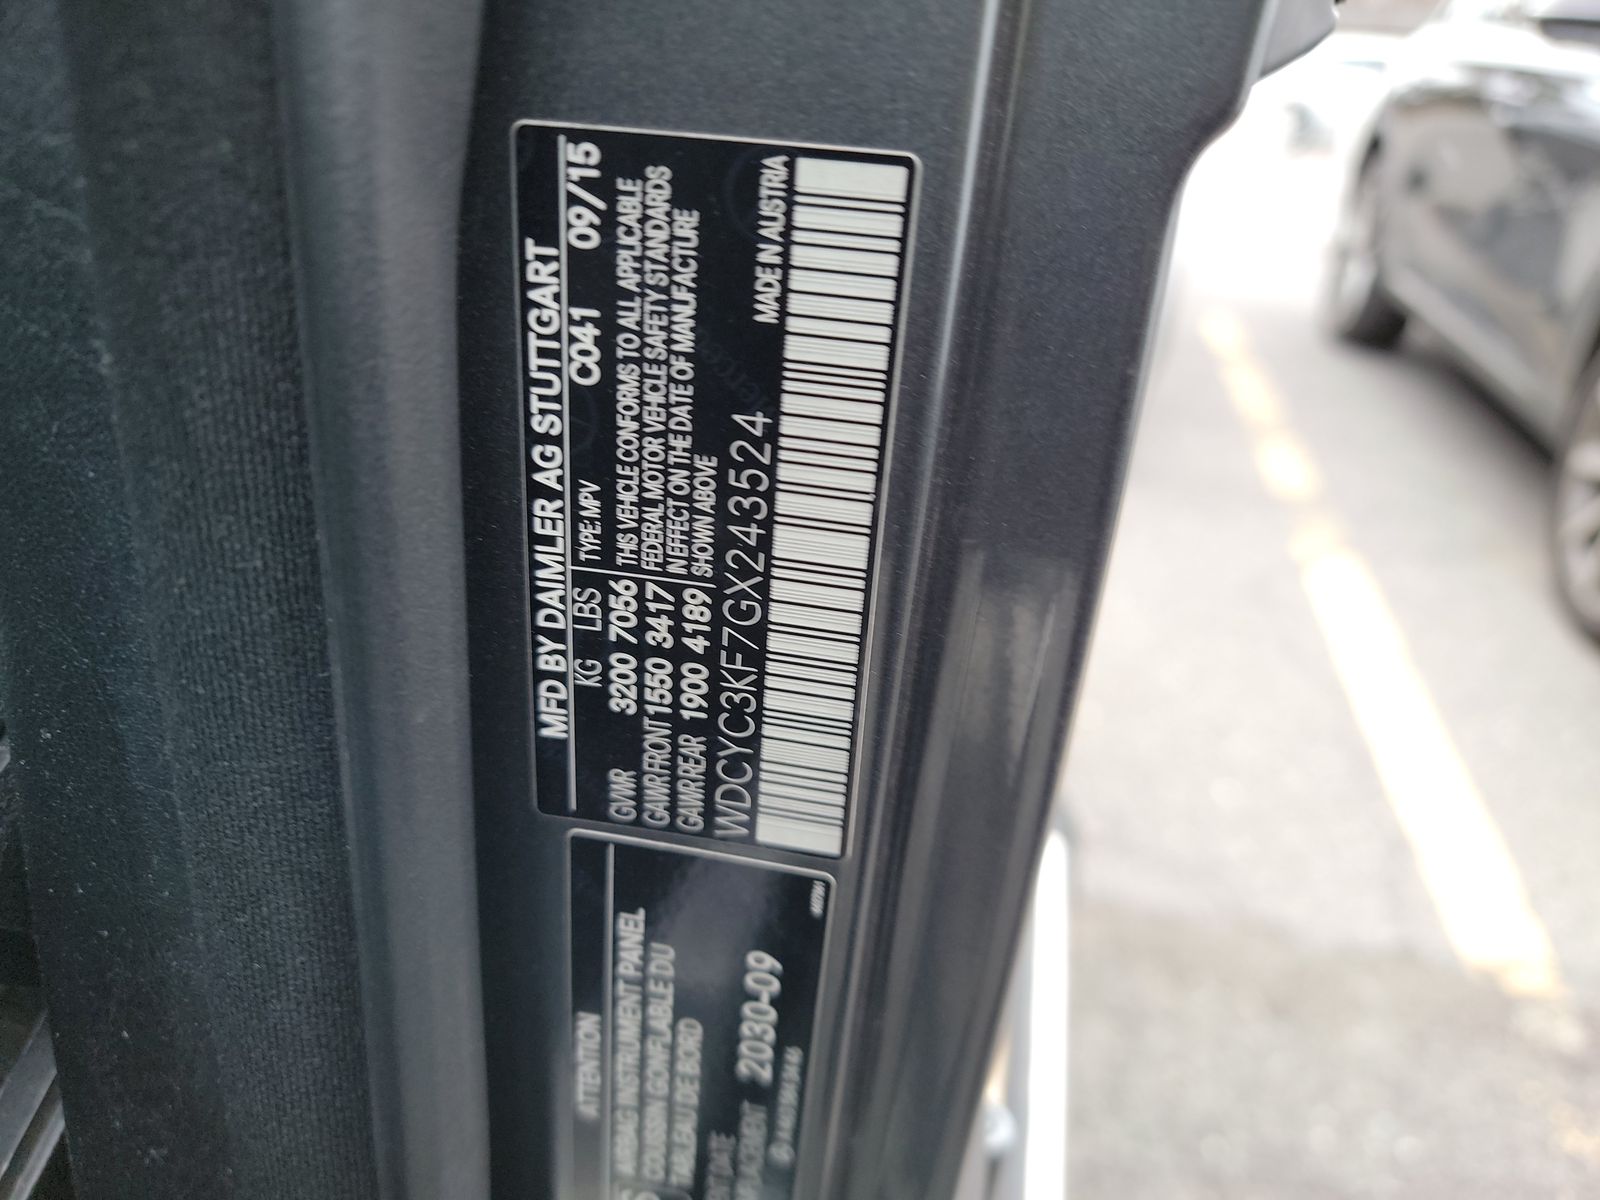 MFD BY DAIMLER AG STUTTGART
KG LBS TYPE: MPV C041 09/15
GVWR 3200 7056 THIS VEHICLE CONFORMS TO ALL APPLICABLE
GAWR FRONT 1550 3417 FEDERAL MOTOR VEHICLE SAFETY STANDARDS
GAWR REAR 1900 4189 IN EFFECT ON THE DATE OF MANUFACTURE
SHOWN ABOVE
WDCYC3KF7GX243524 MADE IN AUSTRIA
ATTENTION
AIRBAG INSTRUMENT PANEL
COUSSIN GONFLABLE DU
TABLEAU DE BORD
DATE
2030-09